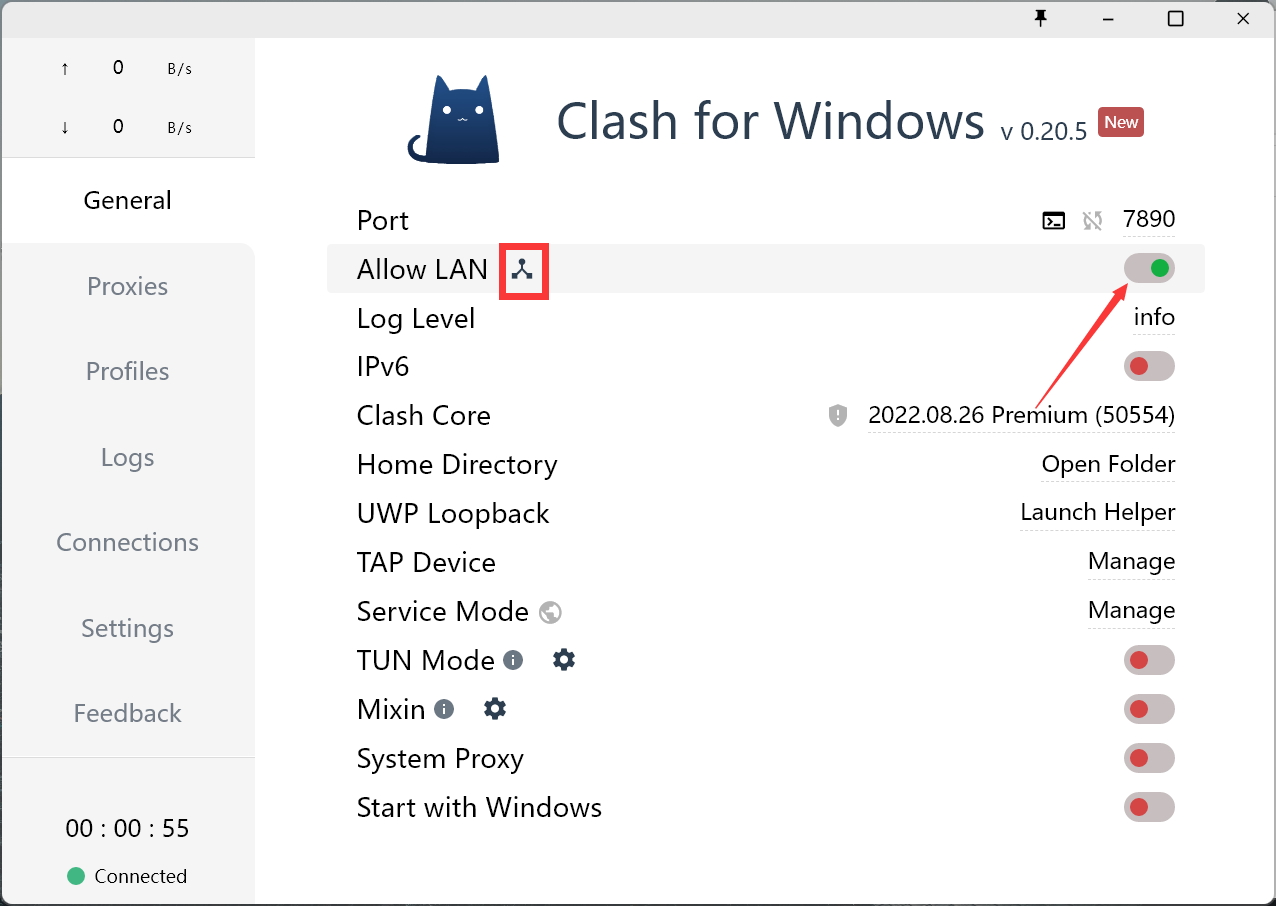 ↑ 0 B/s
↓ 0 B/s
General
Proxies
Profiles
Logs
Connections
Settings
Feedback
00 : 00 : 55
Connected
Clash for Windows v 0.20.5 New
Port 7890
Allow LAN
Log Level info
IPv6
Clash Core 2022.08.26 Premium (50554)
Home Directory Open Folder
UWP Loopback Launch Helper
TAP Device Manage
Service Mode Manage
TUN Mode
Mixin
System Proxy
Start with Windows